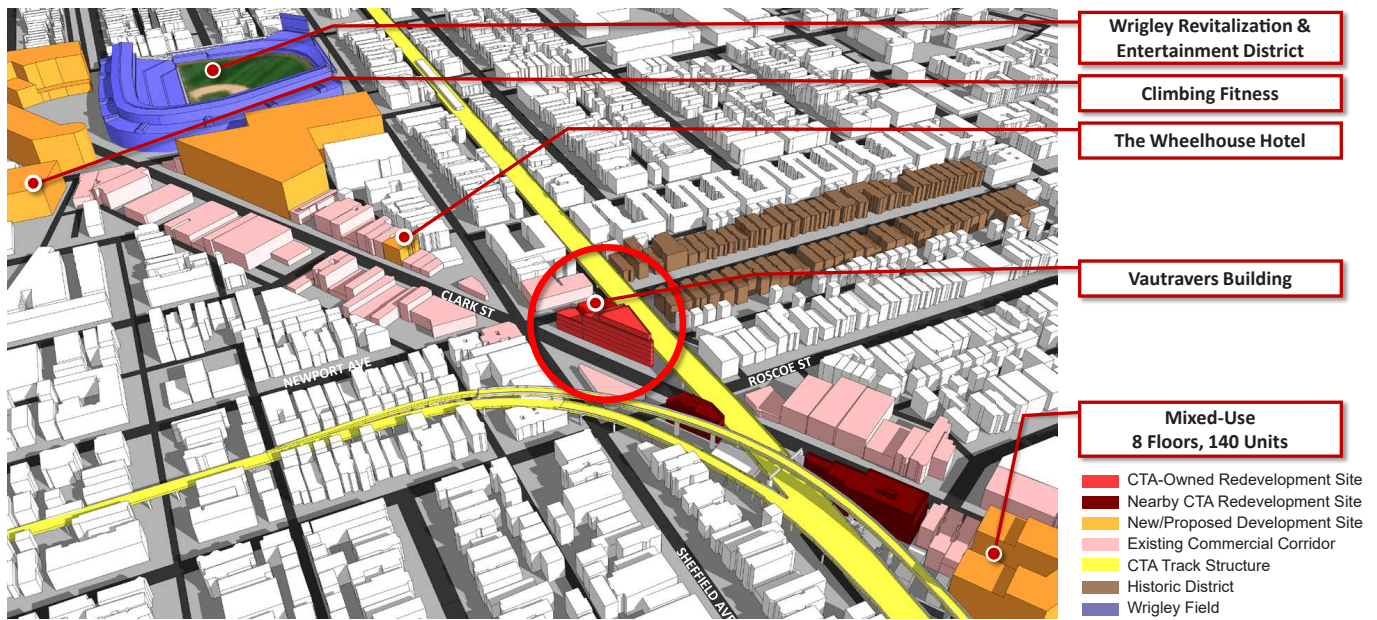 Wrigley Revitalization &
Entertainment District
Climbing Fitness
The Wheelhouse Hotel
Vautravers Building
CLARK ST
NEWPORT AVE
ROSCOE ST
SHEFFIELD AVE
Mixed-Use
8 Floors, 140 Units
CTA-Owned Redevelopment Site
Nearby CTA Redevelopment Site
New/Proposed Development Site
Existing Commercial Corridor
CTA Track Structure
Historic District
Wrigley Field